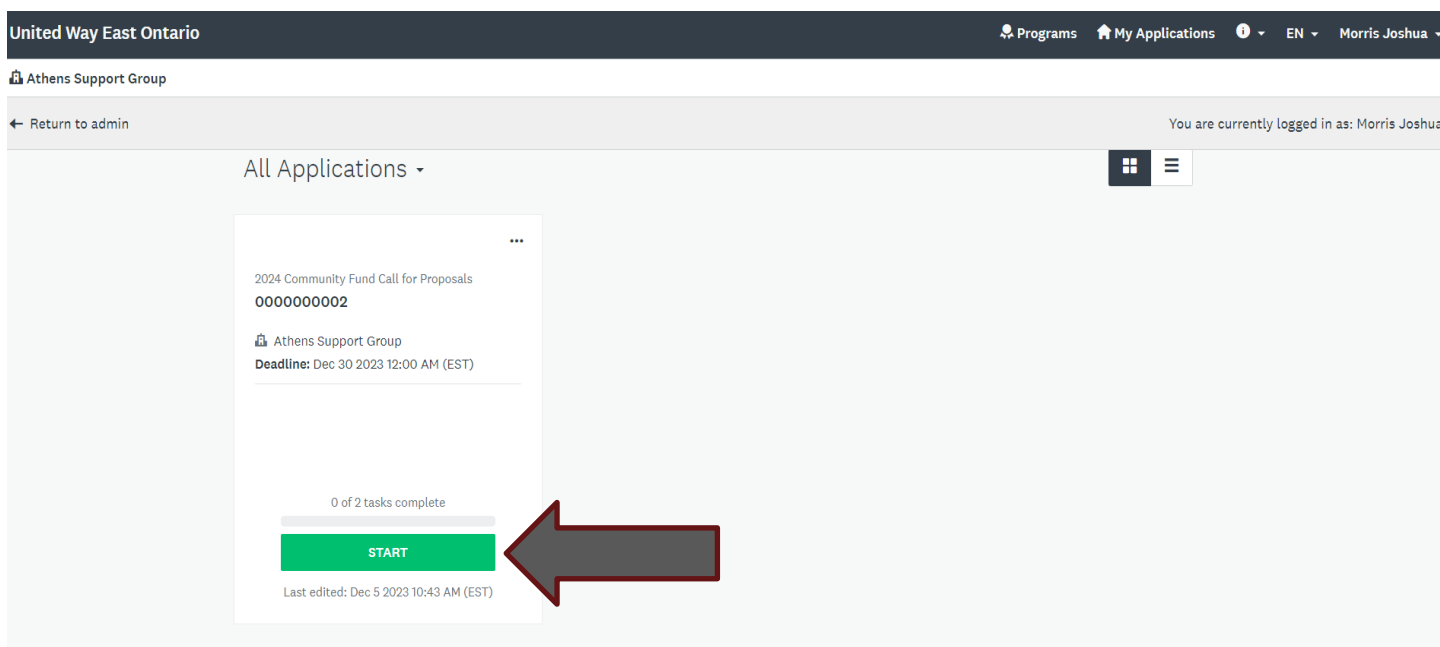 United Way East Ontario
Programs My Applications EN Morris Joshua
Athens Support Group
Return to admin
You are currently logged in as: Morris Joshua
All Applications
2024 Community Fund Call for Proposals
0000000002
Athens Support Group
Deadline: Dec 30 2023 12:00 AM (EST)
0 of 2 tasks complete
START
Last edited: Dec 5 2023 10:43 AM (EST)